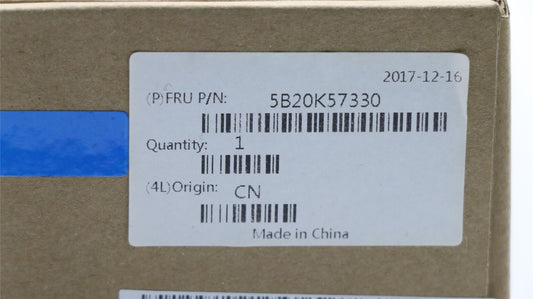 2017-12-16
(P)FRU P/N: 5B20K57330
Quantity: 1
(4L)Origin: CN
Made in China